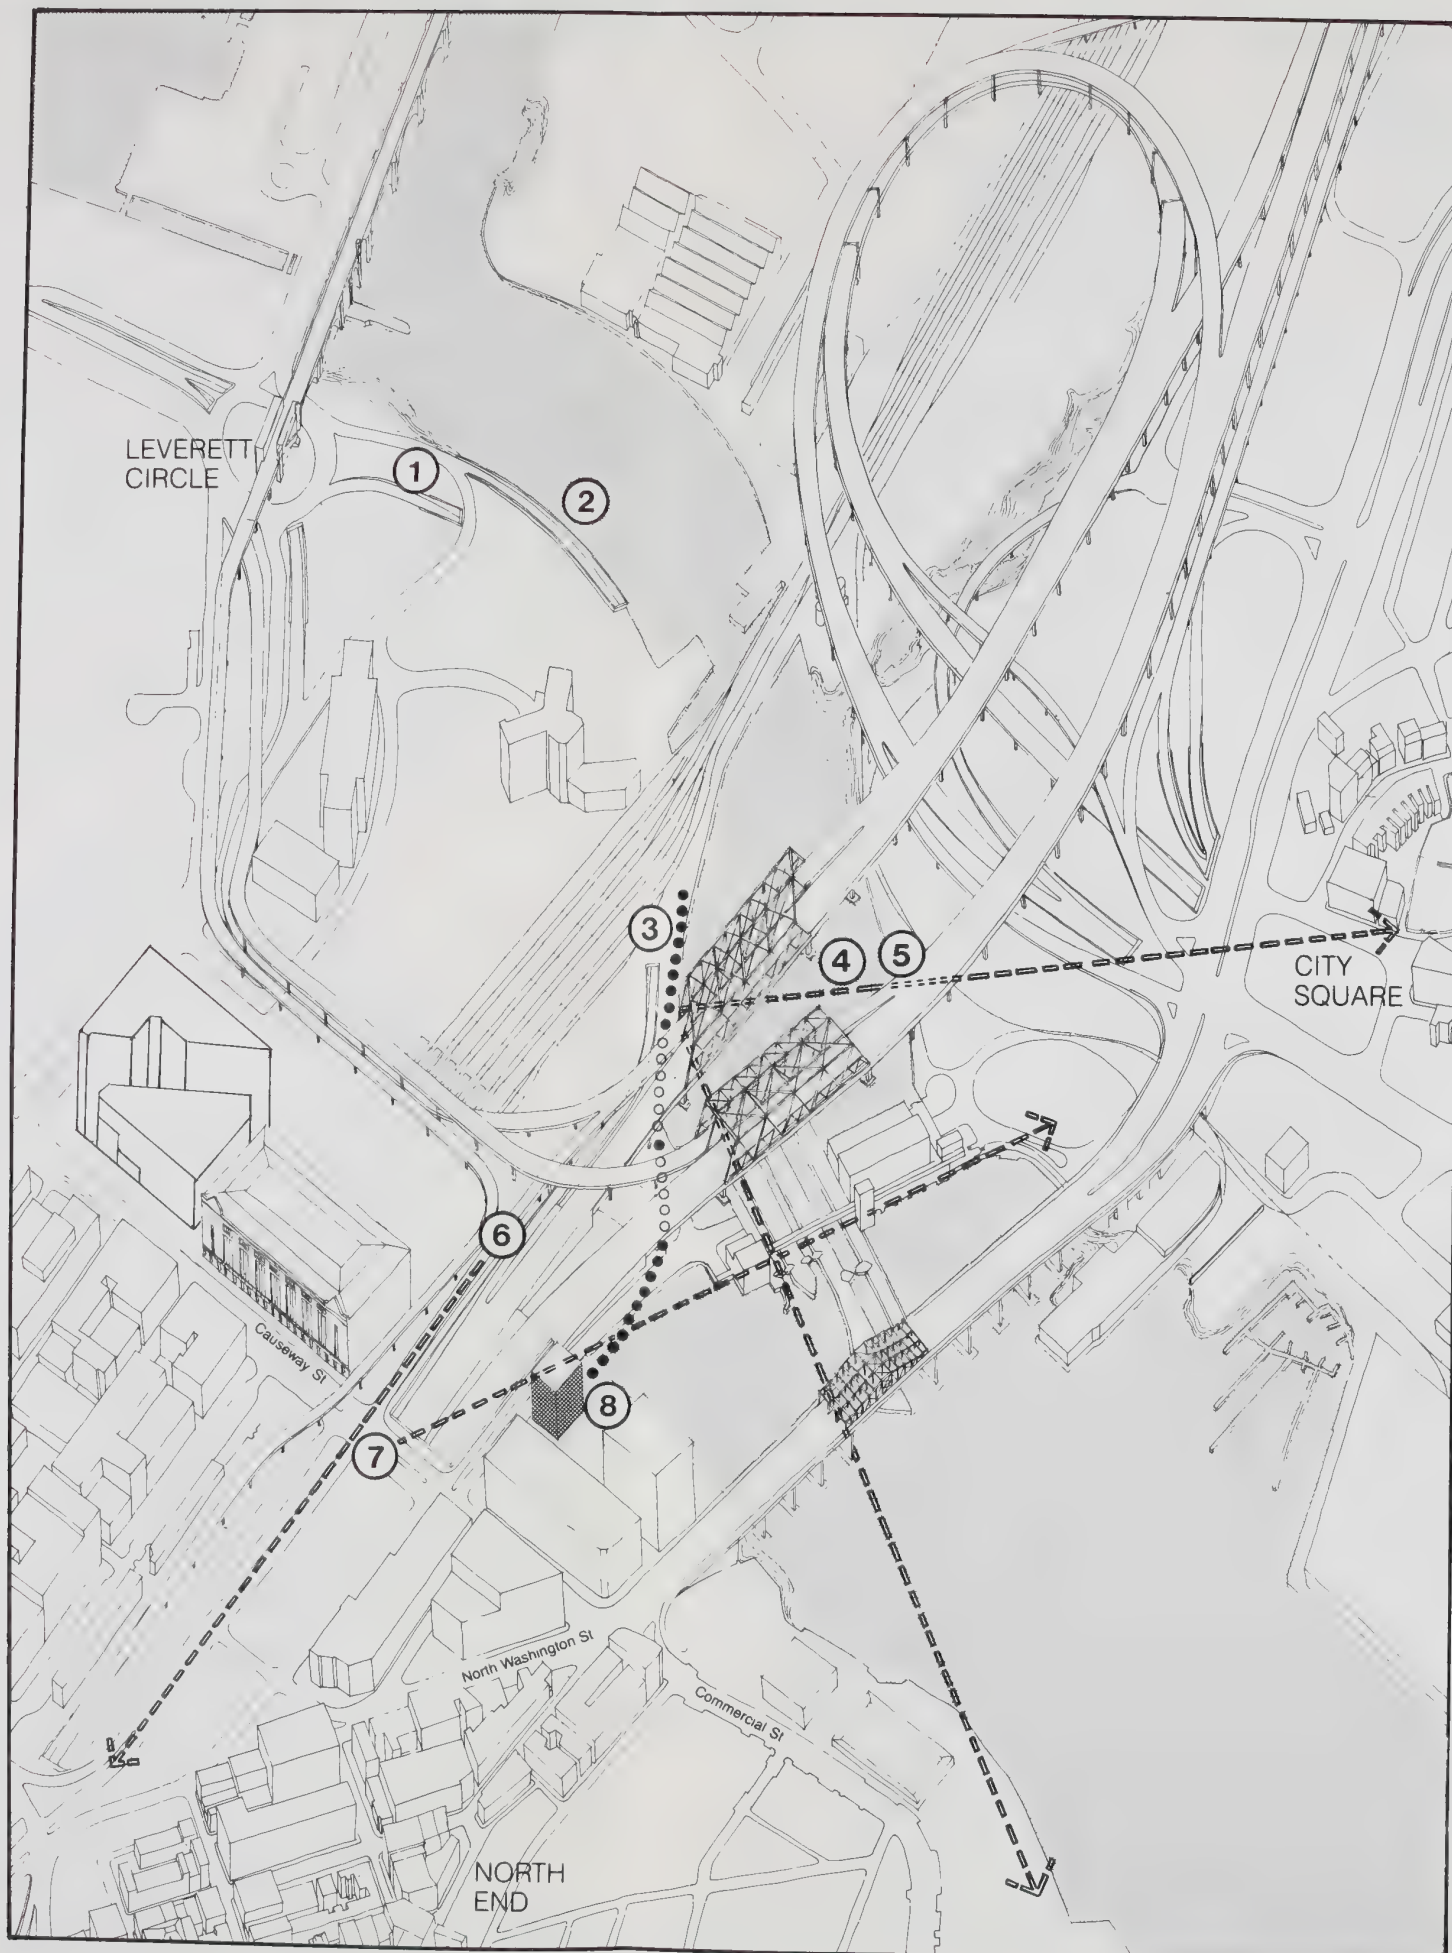 LEVERETT
CIRCLE
1
2
3
4
5
CITY
SQUARE
6
Causeway St
7
8
North Washington St
Commercial St
NORTH
END